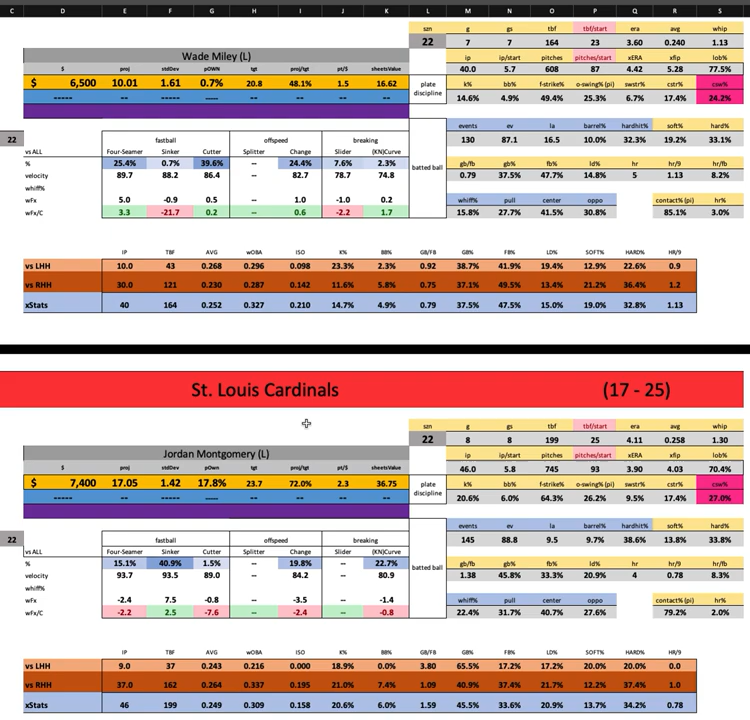 C D E F G H I J K L M N O P Q R S
szn g gs tbf tbf/start era avg whip
22 7 7 164 23 3.60 0.240 1.13
Wade Miley (L) ip ip/start pitches pitches/start xERA xfip lob%
40.0 5.7 608 87 4.42 5.28 77.5%
$ proj stdDev pOWN tgt proj/tgt pt/$ sheetsValue
$ 6,500 10.01 1.61 0.7% 20.8 48.1% 1.5 16.62
plate discipline k% bb% f-strike% o-swing% (pi) swstr% cstr% csw%
----- -- ----- ---- -- -- -- -- 14.6% 4.9% 49.4% 25.3% 6.7% 17.4% 24.2%
events ev la barrel% hardhit% soft% hard%
22 fastball offspeed breaking 130 87.1 16.5 10.0% 32.3% 19.2% 33.1%
vs ALL Four-Seamer Sinker Cutter Splitter Change Slider (KN)Curve
% 25.4% 0.7% 39.6% -- 24.4% 7.6% 2.3% batted ball gb/fb gb% fb% ld% hr hr/9 hr/fb
velocity 89.7 88.2 86.4 -- 82.7 78.7 74.8 0.79 37.5% 47.7% 14.8% 5 1.13 8.2%
whiff%
wFx 5.0 -0.9 0.5 1.0 -1.0 0.2 whiff% pull center oppo contact% (pi) hr%
wFx/C 3.3 -21.7 0.2 -- 0.6 -2.2 1.7 15.8% 27.7% 41.5% 30.8% 85.1% 3.0%
IP TBF AVG wOBA ISO K% BB% GB/FB GB% FB% LD% SOFT% HARD% HR/9
vs LHH 10.0 43 0.268 0.296 0.098 23.3% 2.3% 0.92 38.7% 41.9% 19.4% 12.9% 22.6% 0.9
vs RHH 30.0 121 0.230 0.287 0.142 11.6% 5.8% 0.75 37.1% 49.5% 13.4% 21.2% 36.4% 1.2
xStats 40 164 0.252 0.327 0.210 14.7% 4.9% 0.79 37.5% 47.5% 15.0% 19.0% 32.8% 1.13
St. Louis Cardinals (17 - 25)
szn g gs tbf tbf/start era avg whip
22 8 8 199 25 4.11 0.258 1.30
Jordan Montgomery (L) ip ip/start pitches pitches/start xERA xfip lob%
46.0 5.8 745 93 3.90 4.03 70.4%
$ proj stdDev pOwn tgt proj/tgt pt/$ sheetsValue
$ 7,400 17.05 1.42 17.8% 23.7 72.0% 2.3 36.75
plate discipline k% bb% f-strike% o-swing% (pi) swstr% cstr% csw%
----- -- ----- ---- -- -- -- -- 20.6% 6.0% 64.3% 26.2% 9.5% 17.4% 27.0%
events ev la barrel% hardhit% soft% hard%
22 fastball offspeed breaking 145 88.8 9.5 9.7% 38.6% 13.8% 33.8%
vs ALL Four-Seamer Sinker Cutter Splitter Change Slider (KN)Curve
% 15.1% 40.9% 1.5% -- 19.8% -- 22.7% batted ball gb/fb gb% fb% ld% hr hr/9 hr/fb
velocity 93.7 93.5 89.0 -- 84.2 -- 80.9 1.38 45.8% 33.3% 20.9% 4 0.78 8.3%
whiff%
wFx -2.4 7.5 -0.8 -3.5 -1.4 whiff% pull center oppo contact% (pi) hr%
wFx/C -2.2 2.5 -7.6 -- -2.4 -- -0.8 22.4% 31.7% 40.7% 27.6% 79.2% 2.0%
IP TBF AVG wOBA ISO K% BB% GB/FB GB% FB% LD% SOFT% HARD% HR/9
vs LHH 9.0 37 0.243 0.216 0.000 18.9% 0.0% 3.80 65.5% 17.2% 17.2% 20.0% 20.0% 0.0
vs RHH 37.0 162 0.264 0.337 0.195 21.0% 7.4% 1.09 40.9% 37.4% 21.7% 12.2% 37.4% 1.0
xStats 46 199 0.249 0.309 0.158 20.6% 6.0% 1.59 45.5% 33.6% 20.9% 13.7% 34.2% 0.78